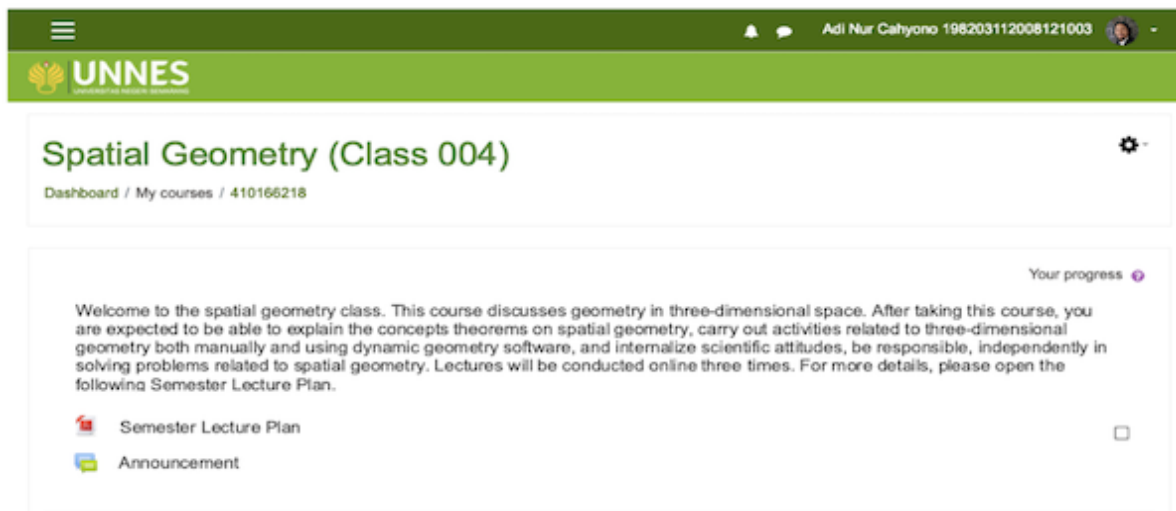 Adi Nur Cahyono 198203112008121003
UNNES
UNIVERSITAS NEGERI SEMARANG
Spatial Geometry (Class 004)
Dashboard / My courses / 410166218
Your progress
Welcome to the spatial geometry class. This course discusses geometry in three-dimensional space. After taking this course, you
are expected to be able to explain the concepts theorems on spatial geometry, carry out activities related to three-dimensional
geometry both manually and using dynamic geometry software, and internalize scientific attitudes, be responsible, independently in
solving problems related to spatial geometry. Lectures will be conducted online three times. For more details, please open the
following Semester Lecture Plan.
Semester Lecture Plan
Announcement